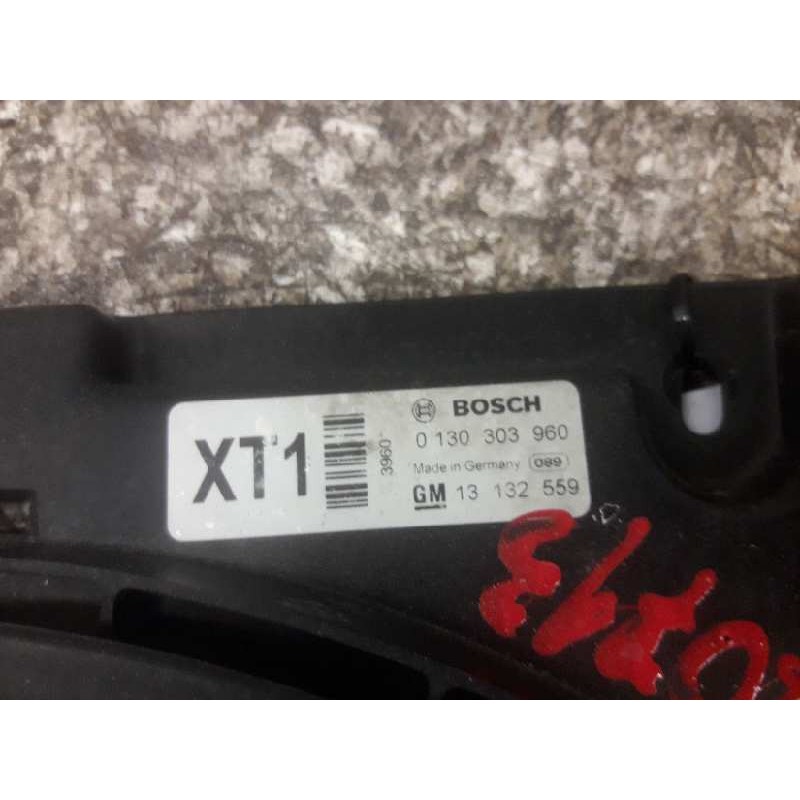 XT1
3960
BOSCH
0 130 303 960
Made in Germany 089
GM 13 132 559